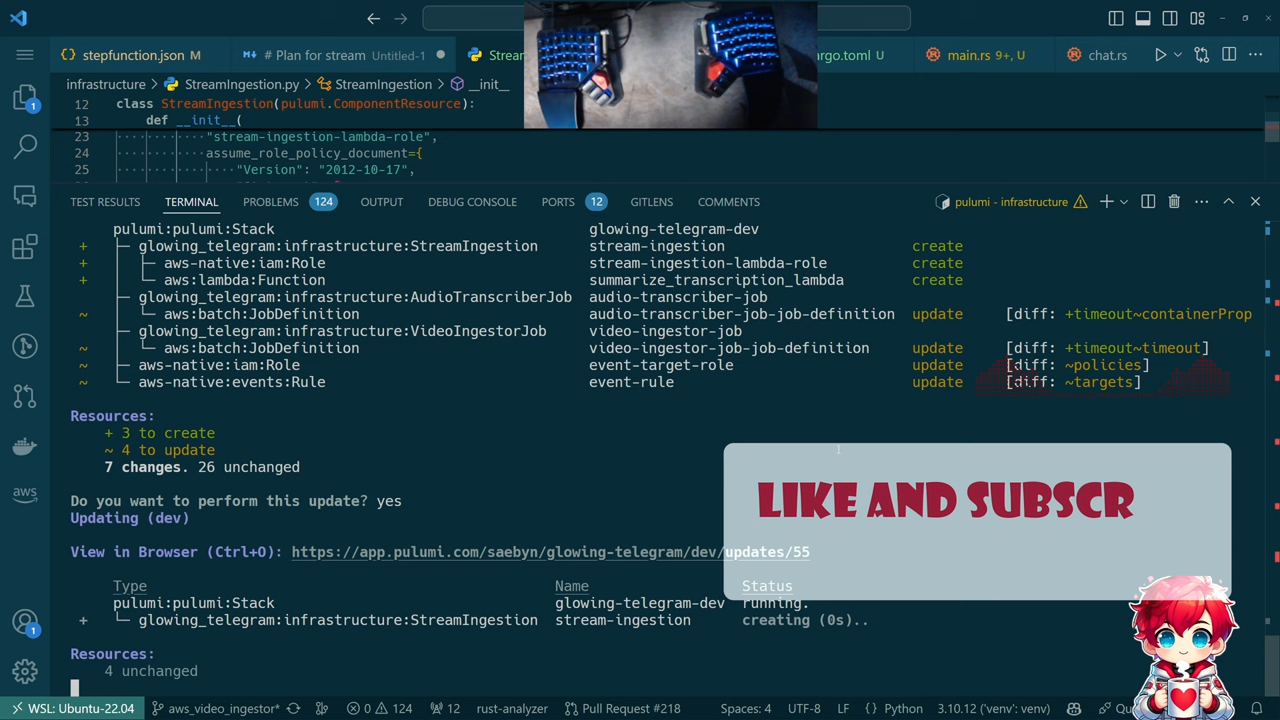 stepfunction.json M
# Plan for stream Untitled-1
Strea
argo.toml U
main.rs 9+, U
chat.rs
infrastructure > StreamIngestion.py > StreamIngestion > __init__
12 class StreamIngestion(pulumi.ComponentResource):
13 def __init__(
23 "stream-ingestion-lambda-role",
24 assume_role_policy_document={
25 "Version": "2012-10-17",
TEST RESULTS TERMINAL PROBLEMS 124 OUTPUT DEBUG CONSOLE PORTS 12 GITLENS COMMENTS pulumi - infrastructure
pulumi:pulumi:Stack glowing-telegram-dev
+ glowing_telegram:infrastructure:StreamIngestion stream-ingestion create
+ aws-native:iam:Role stream-ingestion-lambda-role create
+ aws:lambda:Function summarize_transcription_lambda create
glowing_telegram:infrastructure:AudioTranscriberJob audio-transcriber-job
~ aws:batch:JobDefinition audio-transcriber-job-job-definition update [diff: +timeout~containerProp
glowing_telegram:infrastructure:VideoIngestorJob video-ingestor-job
~ aws:batch:JobDefinition video-ingestor-job-job-definition update [diff: +timeout~timeout]
~ aws-native:iam:Role event-target-role update [diff: ~policies]
~ aws-native:events:Rule event-rule update [diff: ~targets]
Resources:
+ 3 to create
~ 4 to update
7 changes. 26 unchanged
Do you want to perform this update? yes
Updating (dev)
LIKE AND SUBSCR
View in Browser (Ctrl+O): https://app.pulumi.com/saebyn/glowing-telegram/dev/updates/55
Type Name Status
pulumi:pulumi:Stack glowing-telegram-dev running.
+ glowing_telegram:infrastructure:StreamIngestion stream-ingestion creating (0s)..
Resources:
4 unchanged
WSL: Ubuntu-22.04 aws_video_ingestor* 0 124 12 rust-analyzer Pull Request #218 Spaces: 4 UTF-8 LF Python 3.10.12 ('venv': venv)